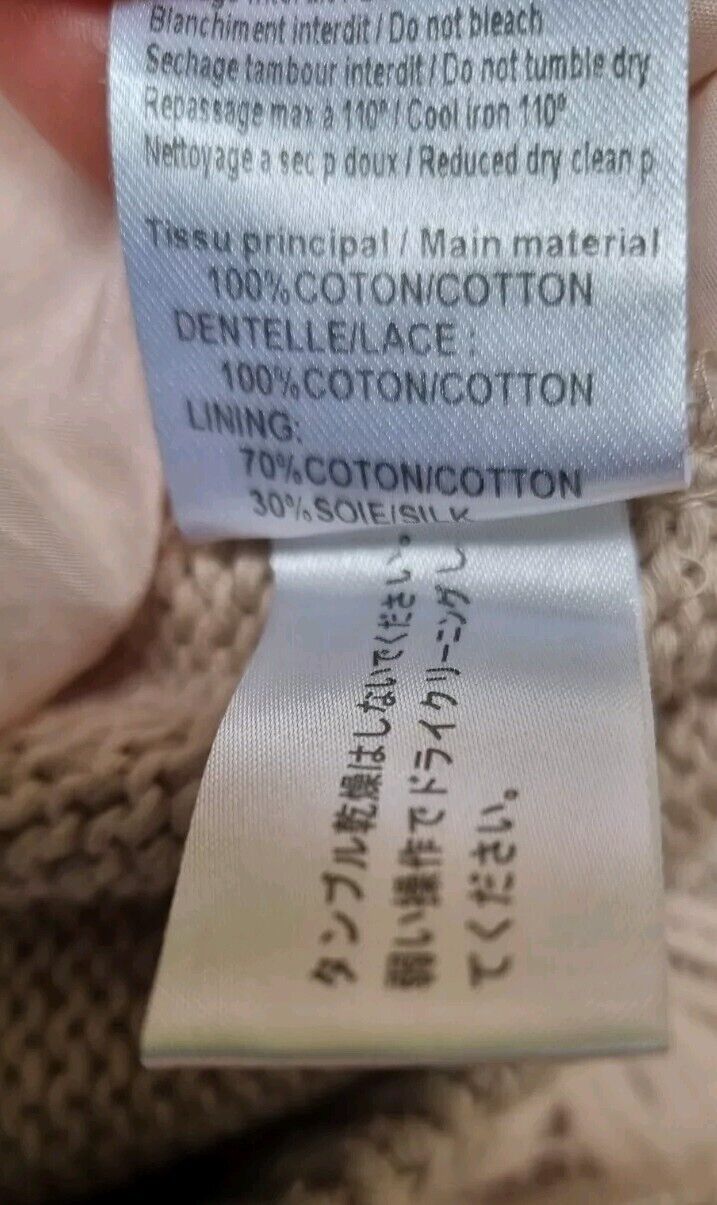 Blanchiment interdit / Do not bleach
Sechage tambour interdit / Do not tumble dry
Repassage max a 110° / Cool iron 110°
Nettoyage a sec p doux / Reduced dry clean p
Tissu principal / Main material
100%COTON/COTTON
DENTELLE/LACE :
100%COTON/COTTON
LINING:
70%COTON/COTTON
30%SOIE/SILK
タンブル乾燥はしないでください。
弱い操作でドライクリーニングし
てください。